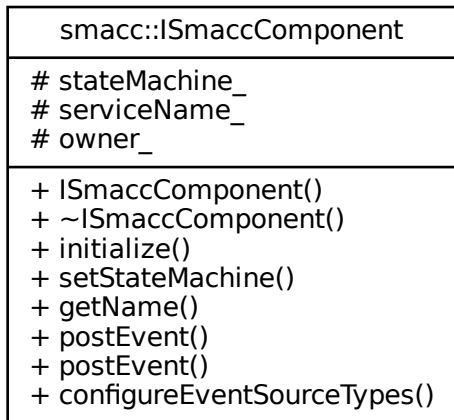 smacc::ISmaccComponent
# stateMachine_
# serviceName_
# owner_
+ ISmaccComponent()
+ ~ISmaccComponent()
+ initialize()
+ setStateMachine()
+ getName()
+ postEvent()
+ postEvent()
+ configureEventSourceTypes()